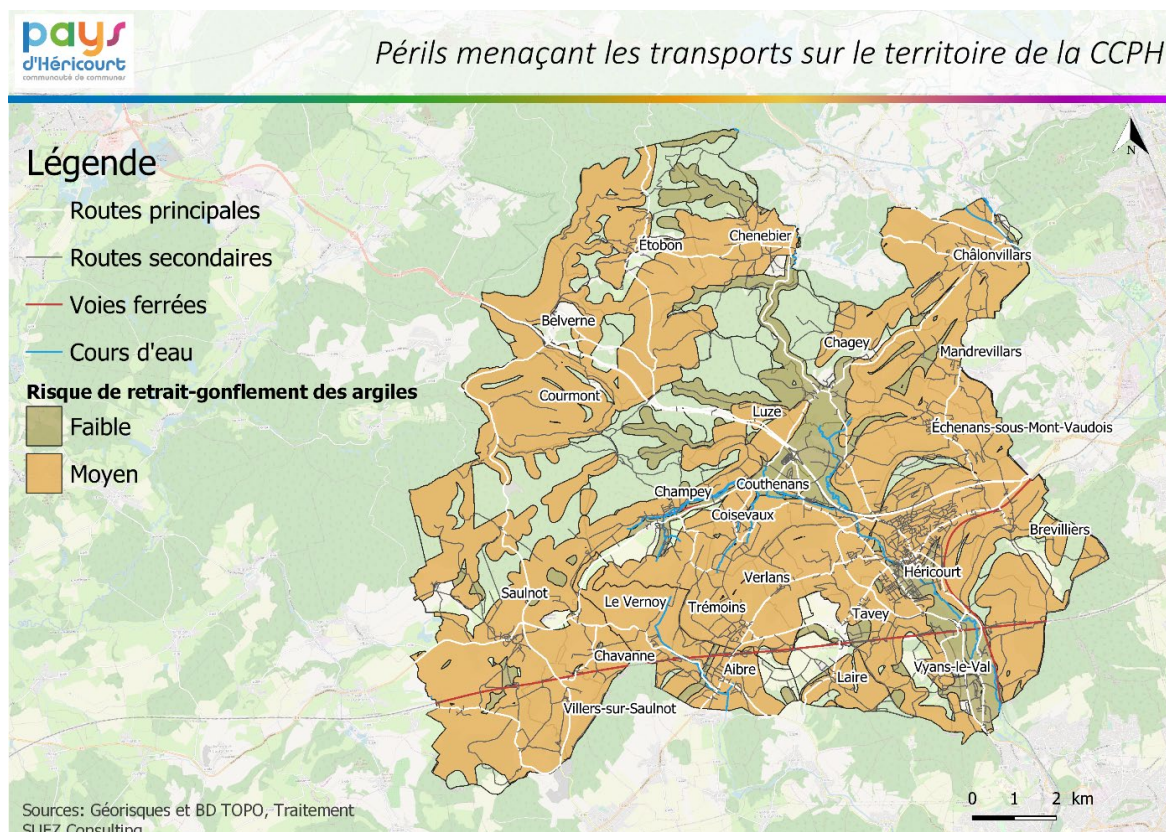 pays
d'Héricourt
communauté de communes
Périls menaçant les transports sur le territoire de la CCPH
N
Légende
Routes principales
Routes secondaires
Voies ferrées
Cours d'eau
Risque de retrait-gonflement des argiles
Faible
Moyen
Étobon
Chenebier
Châlonvillars
Belverne
Chagey
Mandrevillars
Courmont
Luze
Échenans-sous-Mont-Vaudois
Champey
Couthenans
Coisevaux
Brevilliers
Héricourt
Verlans
Saulnot
Le Vernoy
Trémoins
Tavey
Chavanne
Aibre
Laire
Vyans-le-Val
Villers-sur-Saulnot
Sources: Géorisques et BD TOPO, Traitement
SUEZ Consulting
0 1 2 km